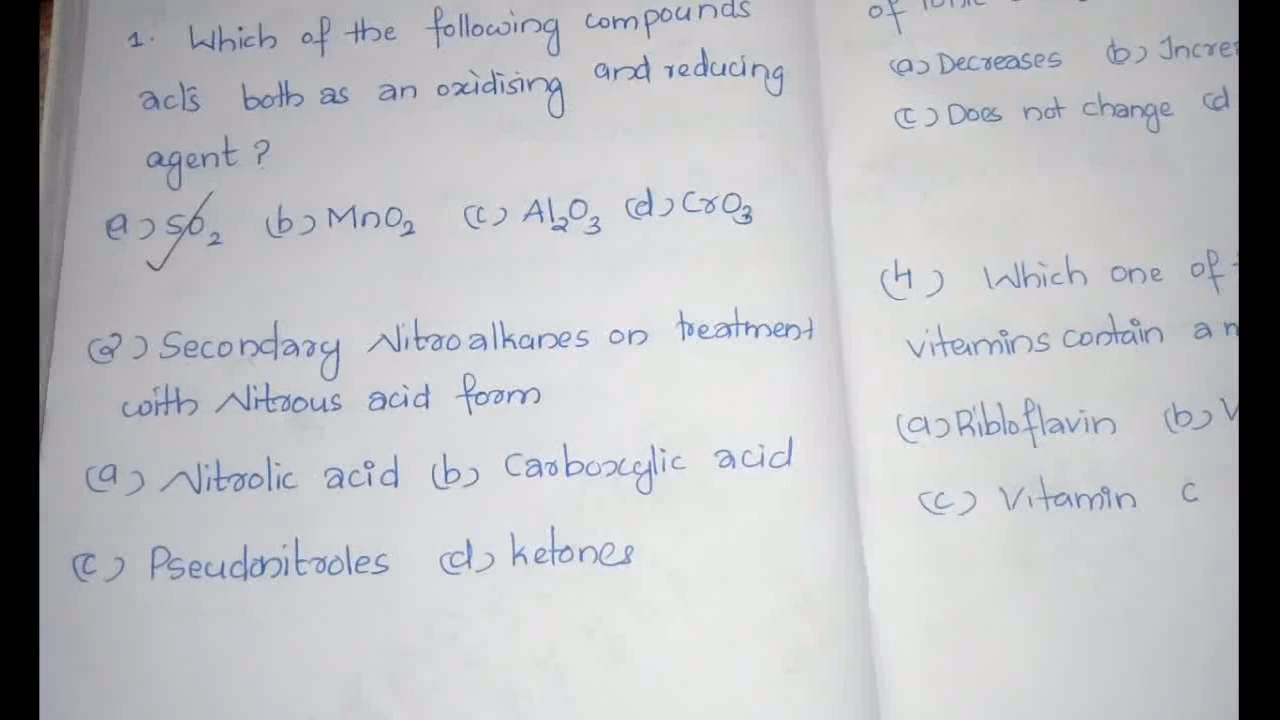 1. Which of the following compounds
acts both as an oxidising and reducing
agent?
a) SO2 (b) MnO2 (c) Al2O3 (d) CrO3
(2) Secondary Nitroalkanes on treatment
with Nitrous acid form
(a) Nitrolic acid (b) Carboxylic acid
(c) Pseudonitroles (d) ketones
of
(a) Decreases (b) Incre
(c) Does not change (d
(4) Which one of
vitamins contain a
(a) Ribloflavin (b) V
(c) Vitamin C